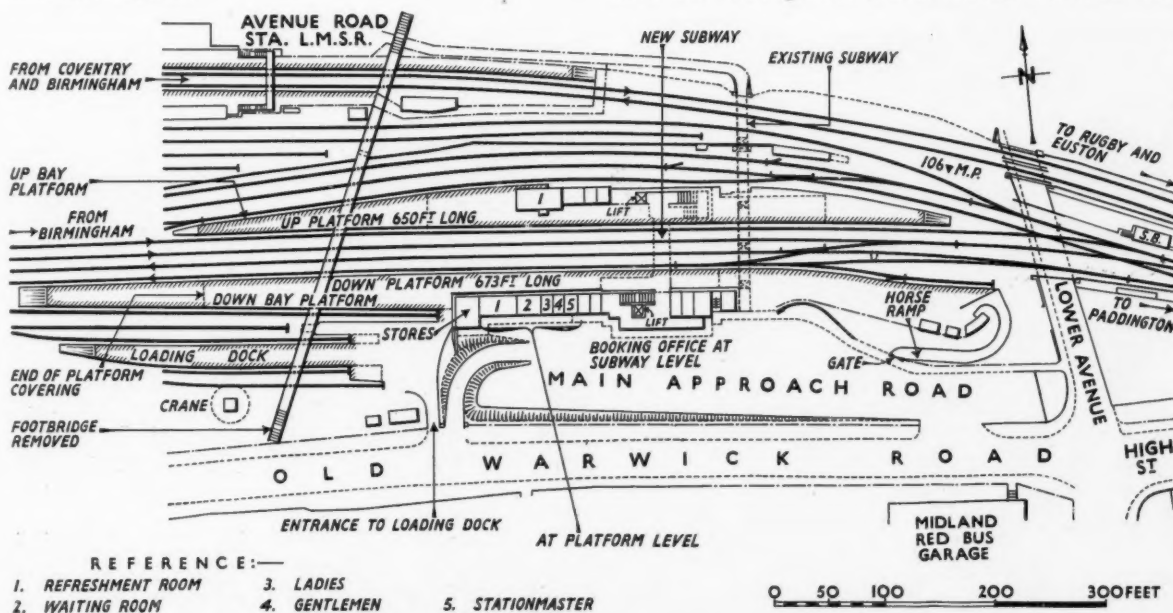 AVENUE ROAD
STA. L.M.S.R.
NEW SUBWAY
EXISTING SUBWAY
FROM COVENTRY
AND BIRMINGHAM
N
TO RUGBY AND
EUSTON
106 M.P.
UP BAY
PLATFORM
1
LIFT
UP PLATFORM 650FT LONG
FROM
BIRMINGHAM
S.B.
DOWN PLATFORM 673FT LONG
DOWN BAY PLATFORM
HORSE
RAMP
LOWER AVENUE
TO
PADDINGTON
STORES
1 2 3 4 5
LIFT
BOOKING OFFICE AT
SUBWAY LEVEL
GATE
LOADING DOCK
END OF PLATFORM
COVERING
MAIN APPROACH ROAD
CRANE
FOOTBRIDGE
REMOVED
OLD WARWICK ROAD
HIGH
ST
ENTRANCE TO LOADING DOCK
AT PLATFORM LEVEL
MIDLAND
RED BUS
GARAGE
REFERENCE:—
1. REFRESHMENT ROOM
2. WAITING ROOM
3. LADIES
4. GENTLEMEN
5. STATIONMASTER
0 50 100 200 300 FEET